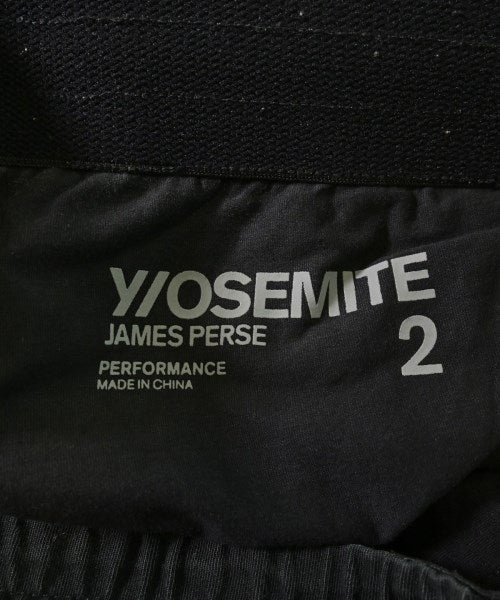 Y/OSEMITE
JAMES PERSE
2
PERFORMANCE
MADE IN CHINA